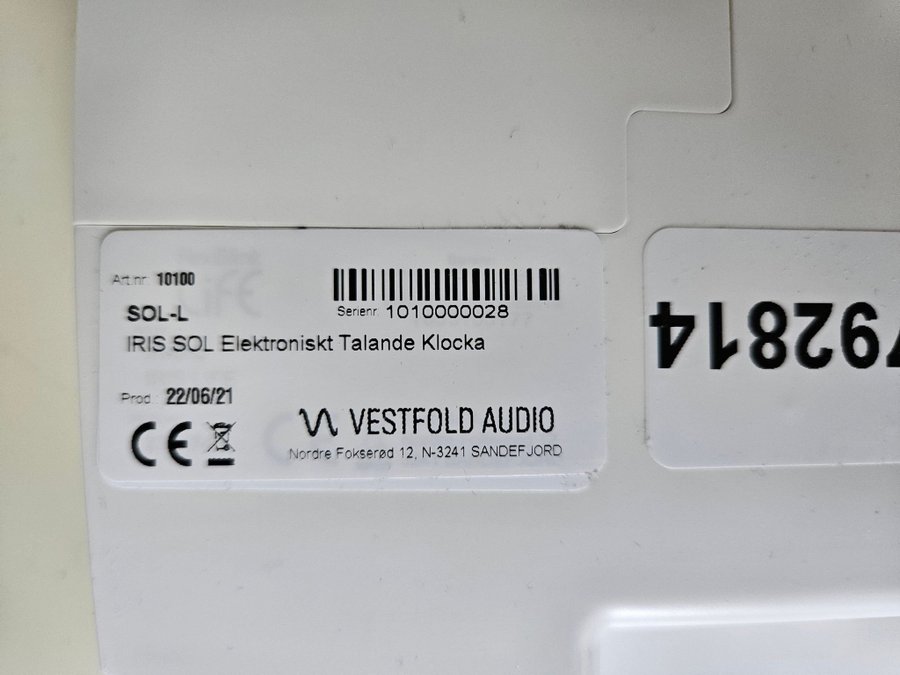 Art.nr. 10100
SOL-L
Serienr. 1010000028
IRIS SOL Elektroniskt Talande Klocka
Prod. 22/06/21
CE
VESTFOLD AUDIO
Nordre Fokserød 12, N-3241 SANDEFJORD
792814